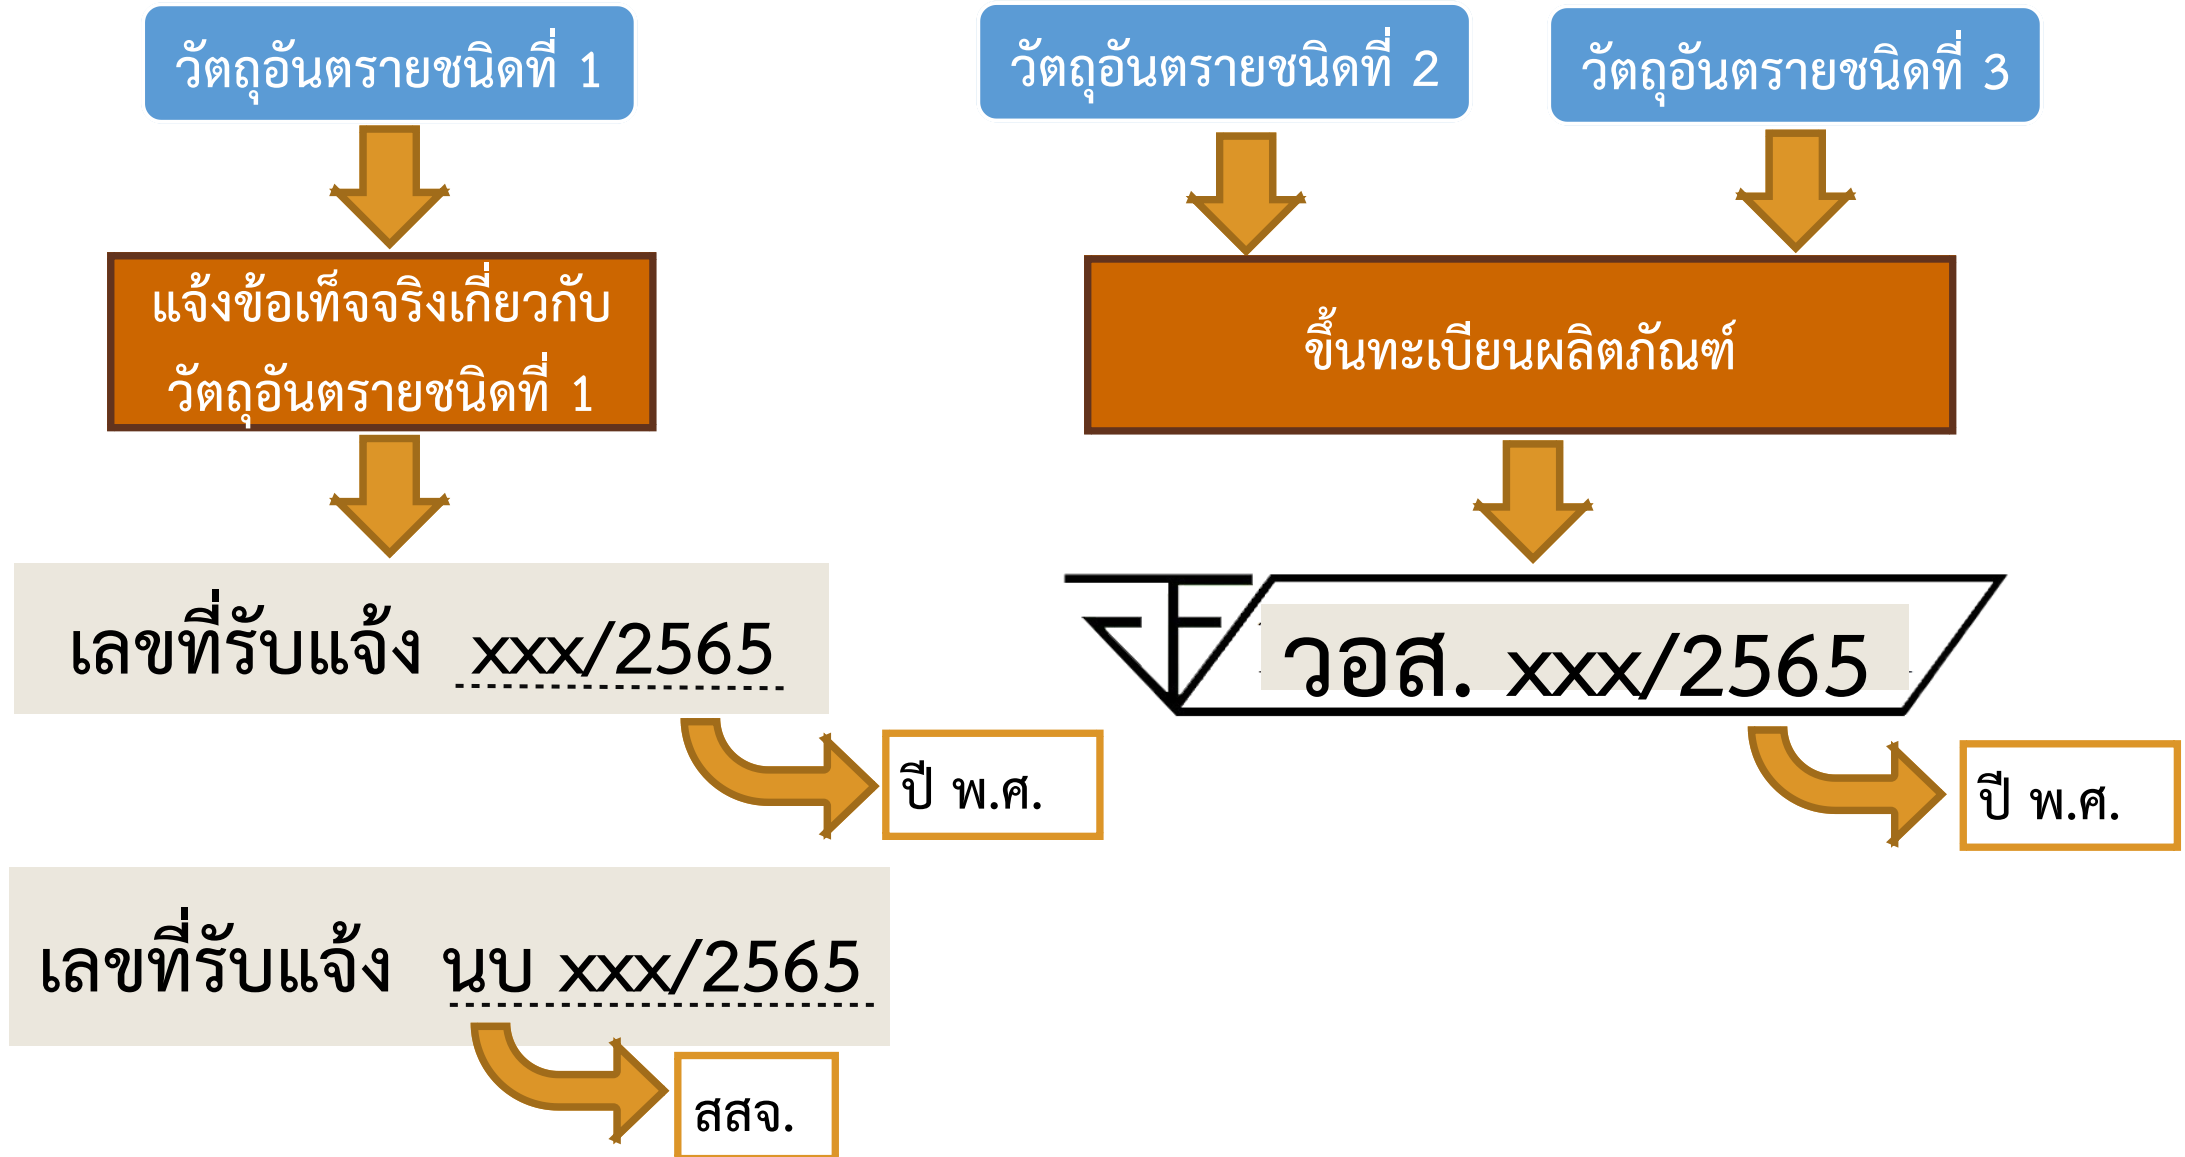 วัตถุอันตรายชนิดที่ 1
แจ้งข้อเท็จจริงเกี่ยวกับ
วัตถุอันตรายชนิดที่ 1
เลขที่รับแจ้ง xxx/2565
ปี พ.ศ.
เลขที่รับแจ้ง นบ xxx/2565
สสจ.
วัตถุอันตรายชนิดที่ 2
วัตถุอันตรายชนิดที่ 3
ขึ้นทะเบียนผลิตภัณฑ์
วอส. xxx/2565
ปี พ.ศ.